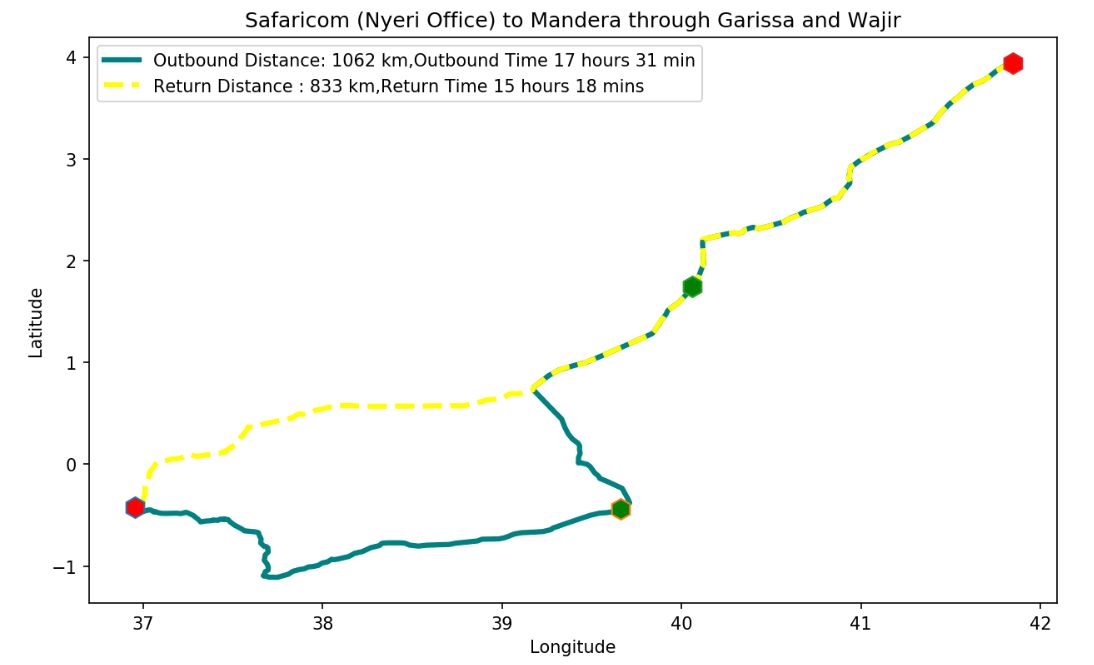 Safaricom (Nyeri Office) to Mandera through Garissa and Wajir
Outbound Distance: 1062 km,Outbound Time 17 hours 31 min
Return Distance : 833 km,Return Time 15 hours 18 mins
Latitude
4
3
2
1
0
−1
37
38
39
40
41
42
Longitude